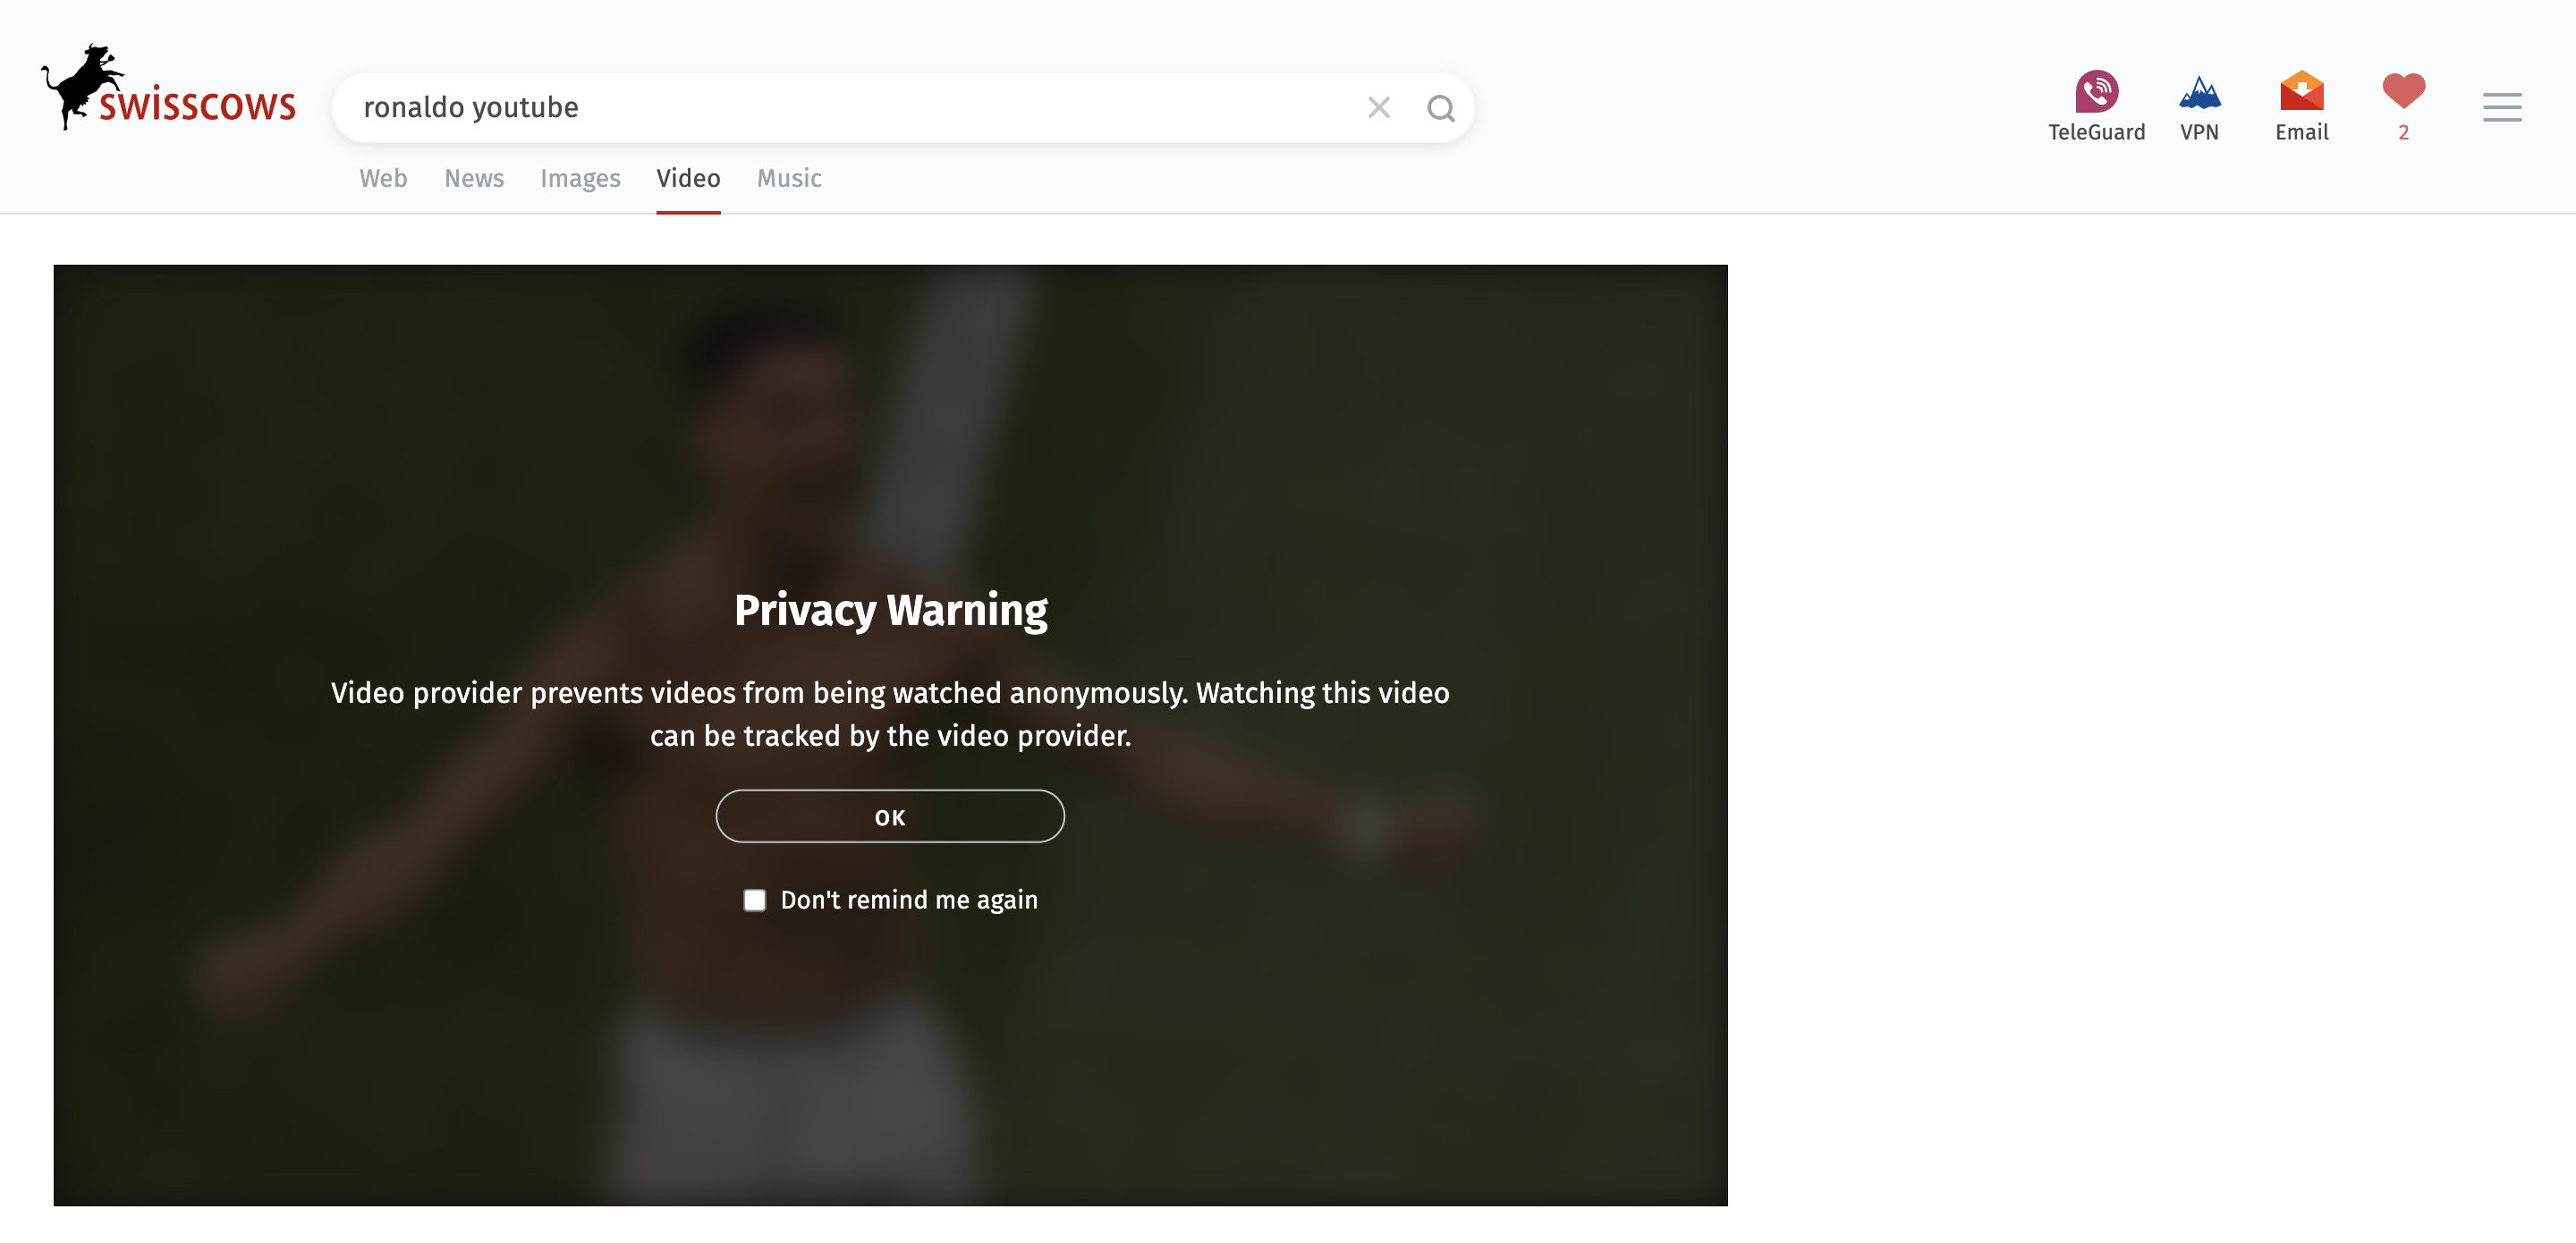 swisscows
ronaldo youtube
TeleGuard
VPN
Email
2
Web
News
Images
Video
Music
Privacy Warning
Video provider prevents videos from being watched anonymously. Watching this video
can be tracked by the video provider.
OK
Don't remind me again